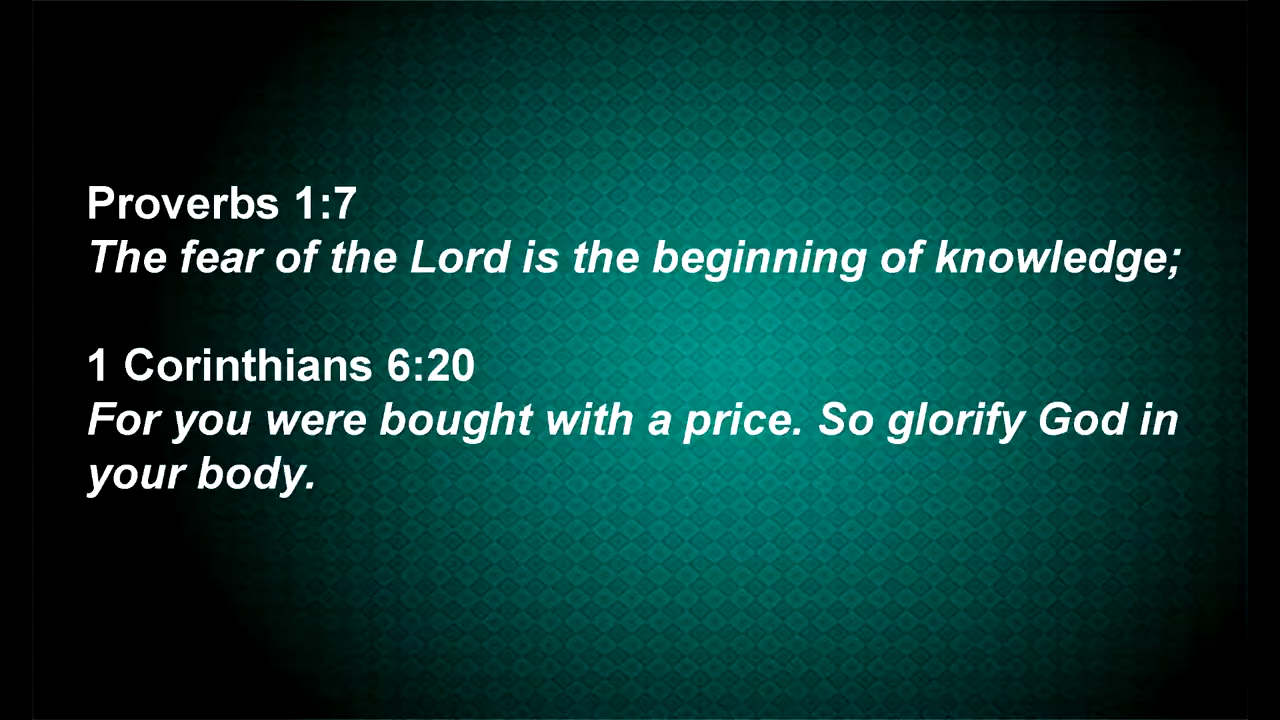 Proverbs 1:7
The fear of the Lord is the beginning of knowledge;
1 Corinthians 6:20
For you were bought with a price. So glorify God in
your body.